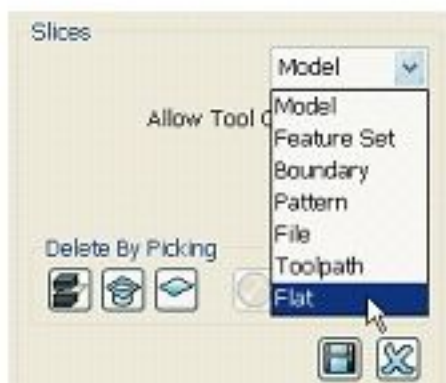 Slices
Model
Model
Allow Tool
Feature Set
Boundary
Pattern
File
Delete By Picking
Toolpath
Flat